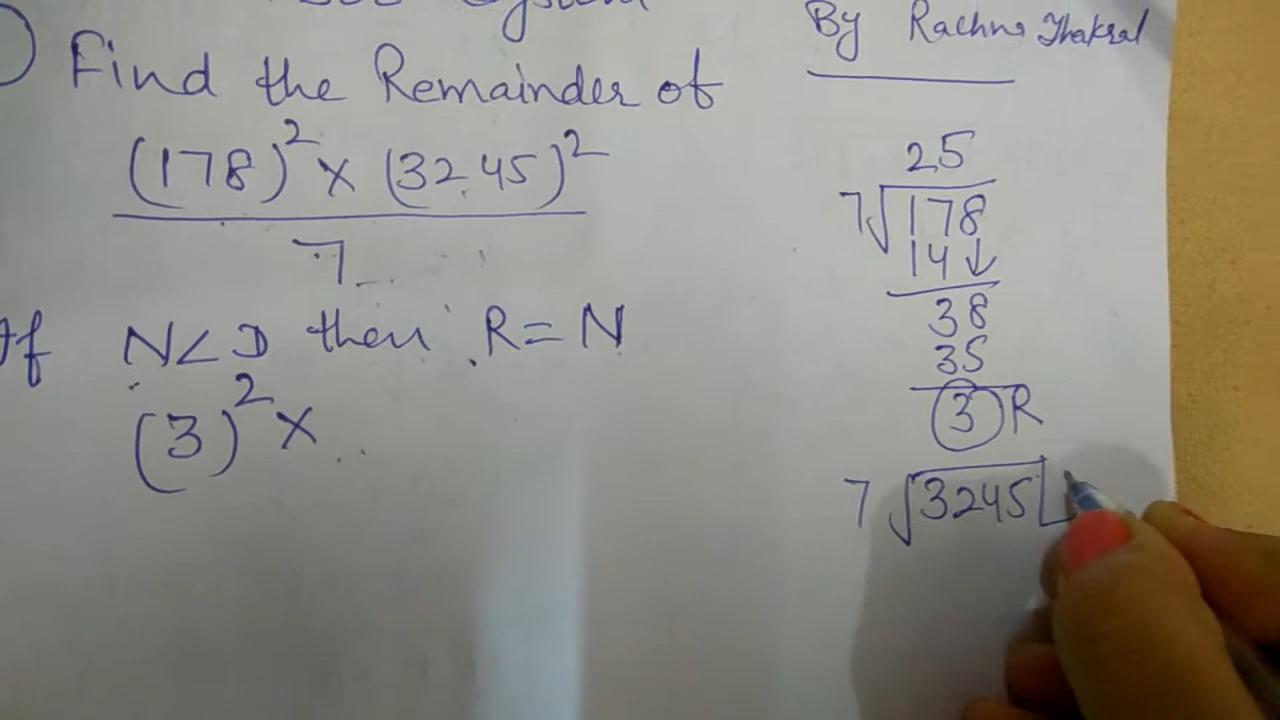 By Rachna Thakral
Find the Remainder of
(178)² × (3245)²
7
If N<D then R = N
(3)² ×
25
7√178
14↓
38
35
3 R
7√3245